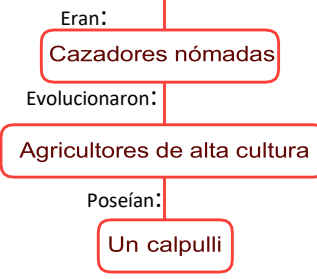 Eran:
Cazadores nómadas
Evolucionaron:
Agricultores de alta cultura
Poseían:
Un calpulli